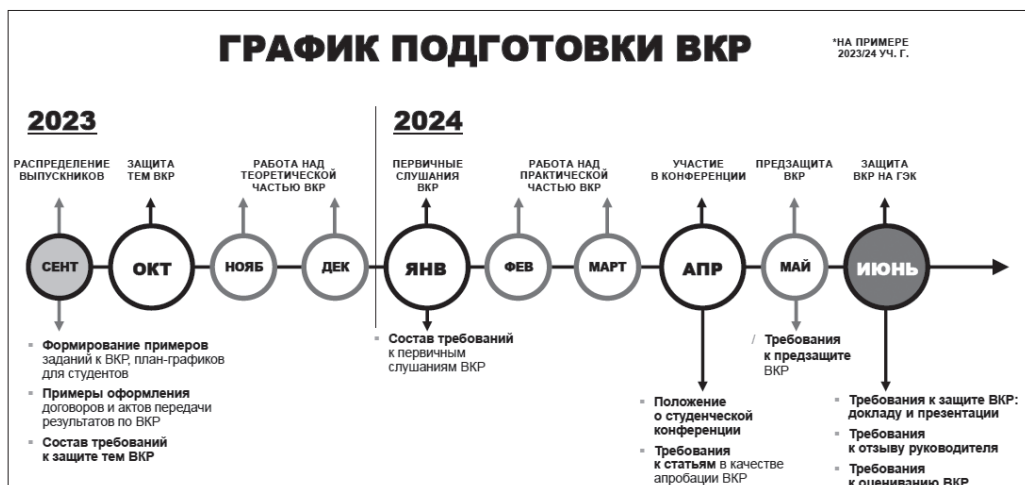 ГРАФИК ПОДГОТОВКИ ВКР
*НА ПРИМЕРЕ
2023/24 УЧ. Г.
2023
2024
РАСПРЕДЕЛЕНИЕ
ВЫПУСКНИКОВ
ЗАЩИТА
ТЕМ ВКР
РАБОТА НАД
ТЕОРЕТИЧЕСКОЙ
ЧАСТЬЮ ВКР
ПЕРВИЧНЫЕ
СЛУШАНИЯ
ВКР
РАБОТА НАД
ПРАКТИЧЕСКОЙ
ЧАСТЬЮ ВКР
УЧАСТИЕ
В КОНФЕРЕНЦИИ
ПРЕДЗАЩИТА
ВКР
ЗАЩИТА
ВКР НА ГЭК
СЕНТ
ОКТ
НОЯБ
ДЕК
ЯНВ
ФЕВ
МАРТ
АПР
МАЙ
ИЮНЬ
Формирование примеров
заданий к ВКР, план-графиков
для студентов
Примеры оформления
договоров и актов передачи
результатов по ВКР
Состав требований
к защите тем ВКР
Состав требований
к первичным
слушаниям ВКР
Положение
о студенческой
конференции
Требования
к статьям в качестве
апробации ВКР
/ Требования
к предзащите
ВКР
Требования к защите ВКР:
докладу и презентации
Требования
к отзыву руководителя
Требования
к оцениванию ВКР